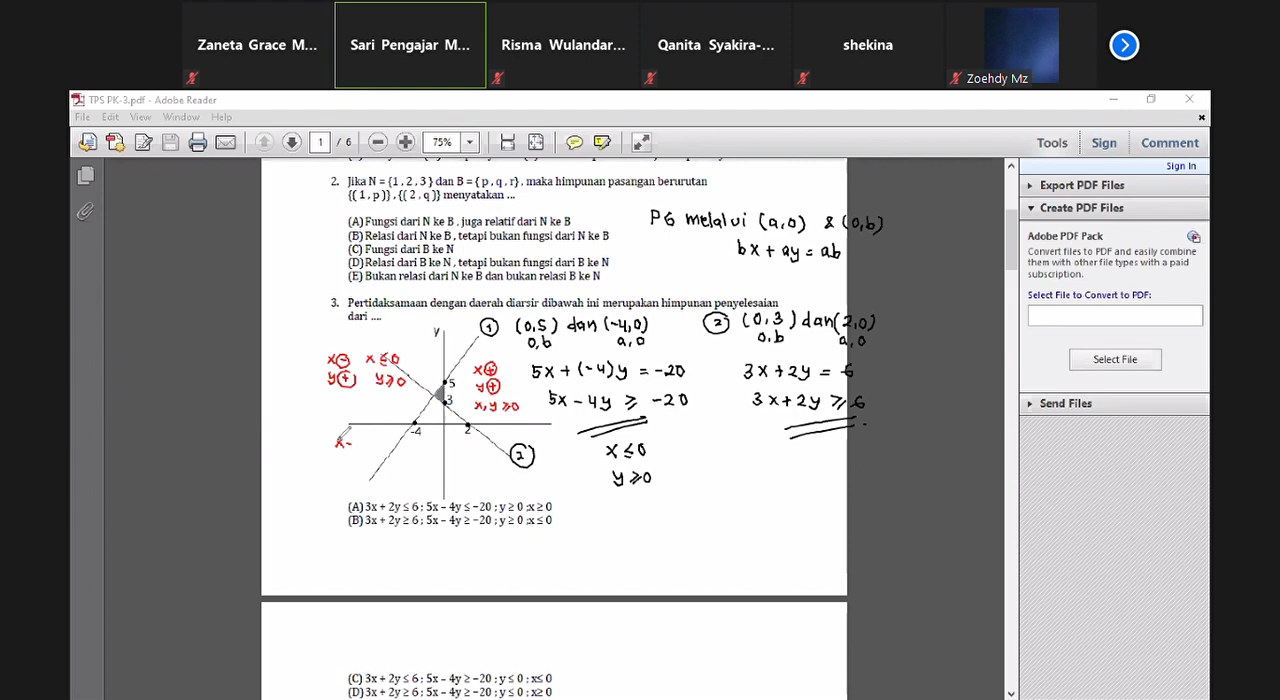 Zaneta Grace M...
Sari Pengajar M...
Risma Wulandar...
Qanita Syakira-...
shekina
Zoehdy Mz
TPS PK-3.pdf - Adobe Reader
File Edit View Window Help
1 / 6
75%
Tools
Sign
Comment
2. Jika N = {1 , 2 , 3 } dan B = { p , q , r} , maka himpunan pasangan berurutan
{( 1 , p )} , {( 2 , q)} menyatakan ...
(A) Fungsi dari N ke B , juga relatif dari N ke B
(B) Relasi dari N ke B , tetapi bukan fungsi dari N ke B
(C) Fungsi dari B ke N
(D) Relasi dari B ke N , tetapi bukan fungsi dari B ke N
(E) Bukan relasi dari N ke B dan bukan relasi B ke N
PG melalui (a,0) & (0,b)
bx + ay = ab
3. Pertidaksamaan dengan daerah diarsir dibawah ini merupakan himpunan penyelesaian
dari ....
y
5
3
-4
2
1
2
x -
y +
x ≤ 0
y ≥ 0
x +
y +
x, y ≥ 0
x -
1 (0,5) dan (-4,0)
0,b a,0
5x + (-4)y = -20
5x - 4y ≥ -20
x ≤ 0
y ≥ 0
2 (0,3) dan (2,0)
0,b a,0
3x + 2y = 6
3x + 2y ≥ 6
(A) 3x + 2y ≤ 6 ; 5x - 4y ≤ -20 ; y ≥ 0 ;x ≥ 0
(B) 3x + 2y ≥ 6 ; 5x - 4y ≥ -20 ; y ≥ 0 ;x ≤ 0
(C) 3x + 2y ≤ 6 ; 5x - 4y ≥ -20 ; y ≤ 0 ; x ≤ 0
(D) 3x + 2y ≥ 6 ; 5x - 4y ≥ -20 ; y ≤ 0 ; x ≥ 0
Sign In
Export PDF Files
Create PDF Files
Adobe PDF Pack
Convert files to PDF and easily combine
them with other file types with a paid
subscription.
Select File to Convert to PDF:
Select File
Send Files